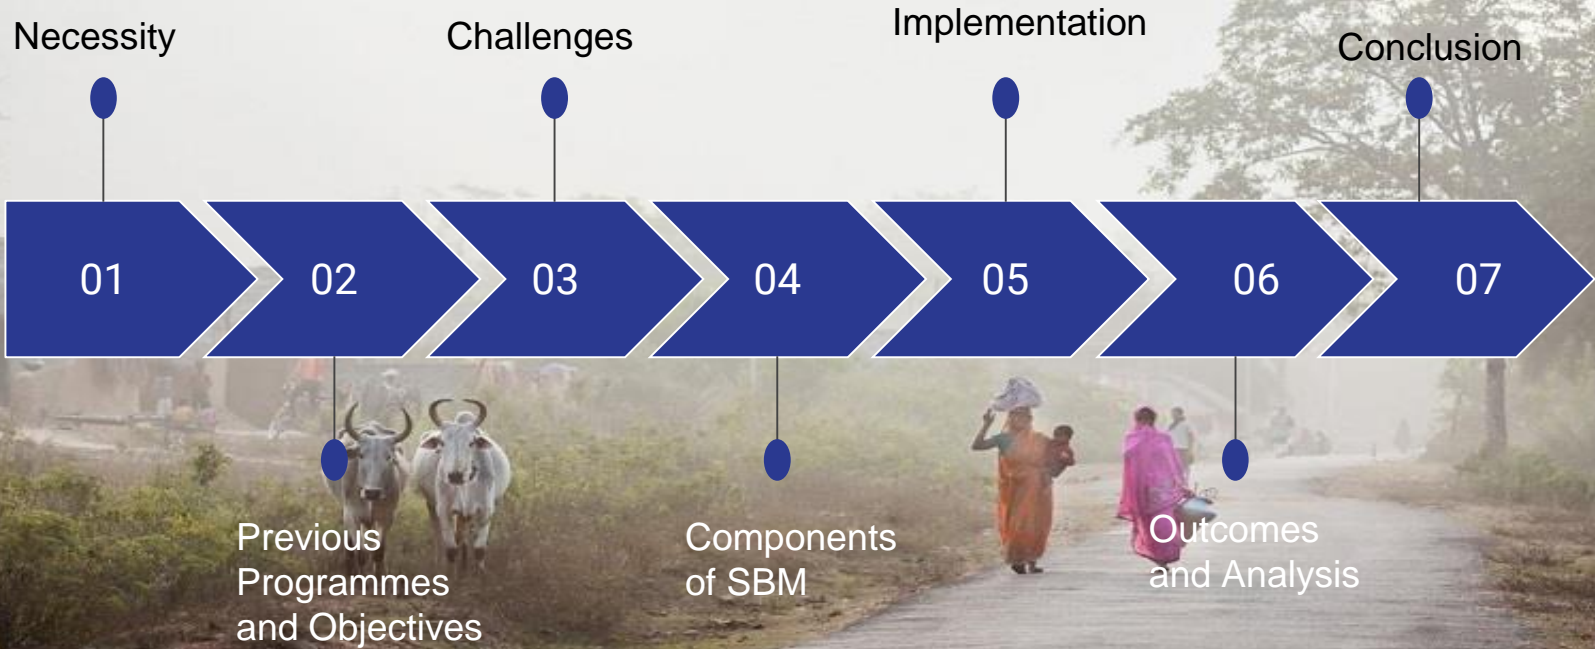 Necessity
Challenges
Implementation
Conclusion
01
02
03
04
05
06
07
Previous
Programmes
and Objectives
Components
of SBM
Outcomes
and Analysis